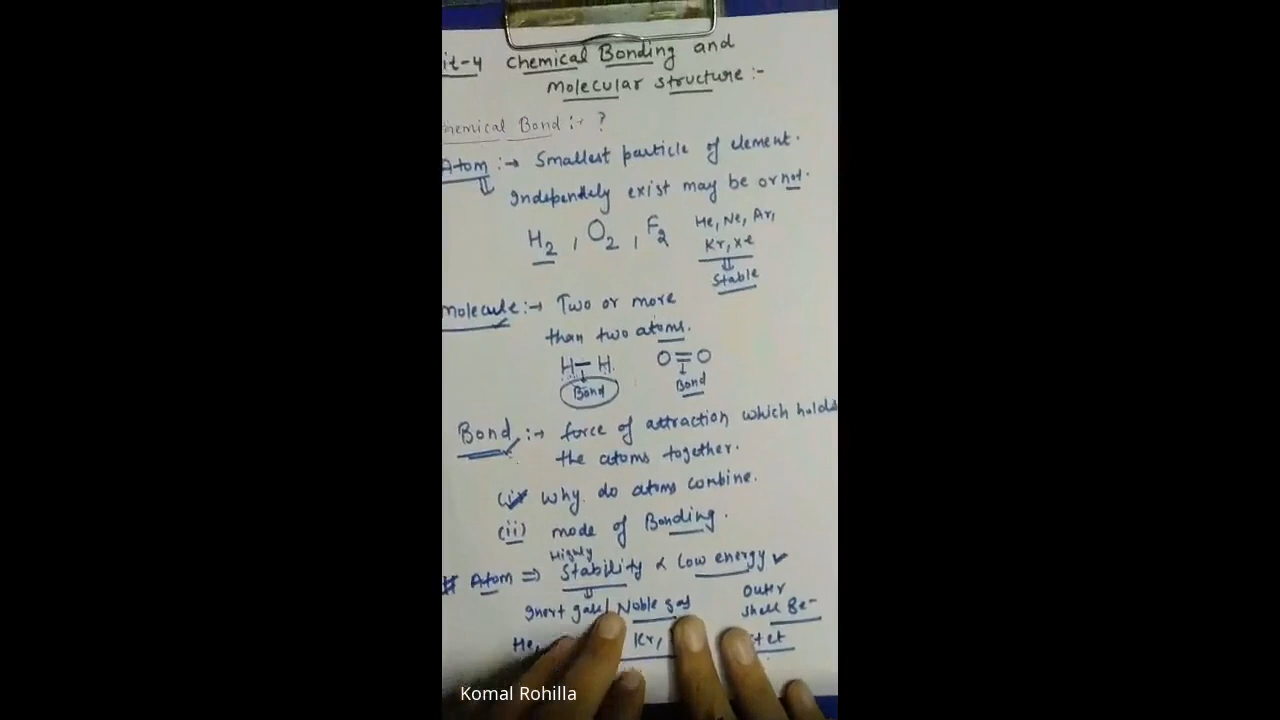 it-4 Chemical Bonding and
Molecular structure :-
hemical Bond :→ ?
Atom :→ Smallest particle of element.
Independely exist may be or not.
H2 , O2 , F2
He, Ne, Ar,
Kr, Xe
Stable
Molecule :→ Two or more
than two atoms.
H-H O=O
Bond Bond
Bond :→ force of attraction which holds
the atoms together.
(i) Why do atoms combine.
(ii) mode of Bonding.
Highly
# Atom ⇒ Stability ∝ low energy ✓
Inert gas/ Noble gas
outer
shell 8e-
He, Kr,
tet
Komal Rohilla